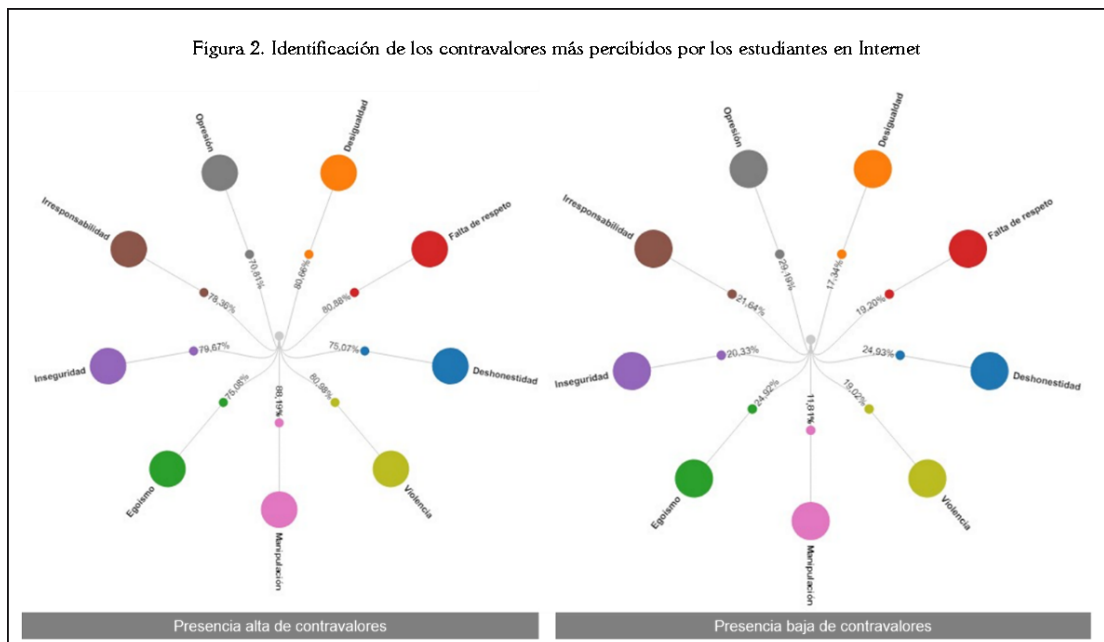 Figura 2. Identificación de los contravalores más percibidos por los estudiantes en Internet
Opresión
Desigualdad
Irresponsabilidad
Falta de respeto
70,81%
80,66%
78,36%
80,88%
Inseguridad
79,67%
75,07%
Deshonestidad
75,08%
88,19%
80,98%
Egoísmo
Violencia
Manipulación
Presencia alta de contravalores
Opresión
Desigualdad
Irresponsabilidad
Falta de respeto
29,19%
17,34%
21,64%
19,20%
Inseguridad
20,33%
24,93%
Deshonestidad
24,92%
11,81%
19,02%
Egoísmo
Violencia
Manipulación
Presencia baja de contravalores